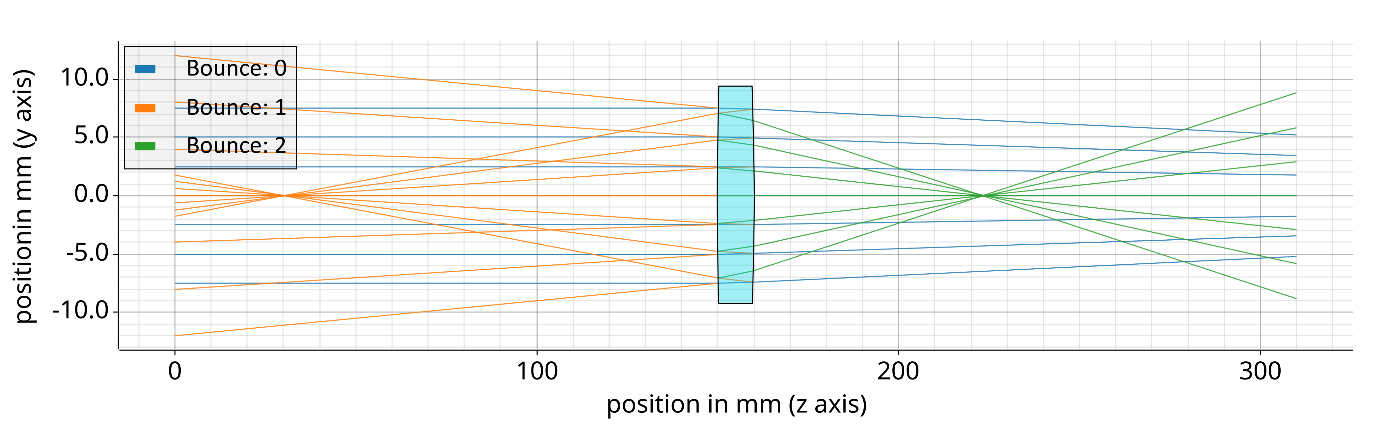 Bounce: 0
Bounce: 1
Bounce: 2
10.0
5.0
0.0
-5.0
-10.0
positionin mm (y axis)
0 100 200 300
position in mm (z axis)